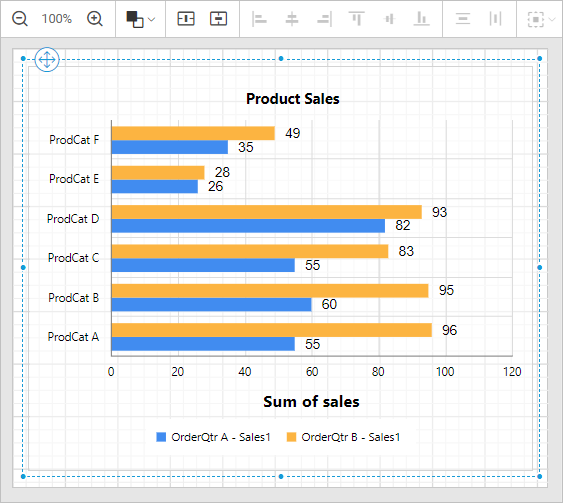 100%
Product Sales
ProdCat F
49
35
ProdCat E
28
26
ProdCat D
93
82
ProdCat C
83
55
ProdCat B
95
60
ProdCat A
96
55
0 20 40 60 80 100 120
Sum of sales
OrderQtr A - Sales1 OrderQtr B - Sales1